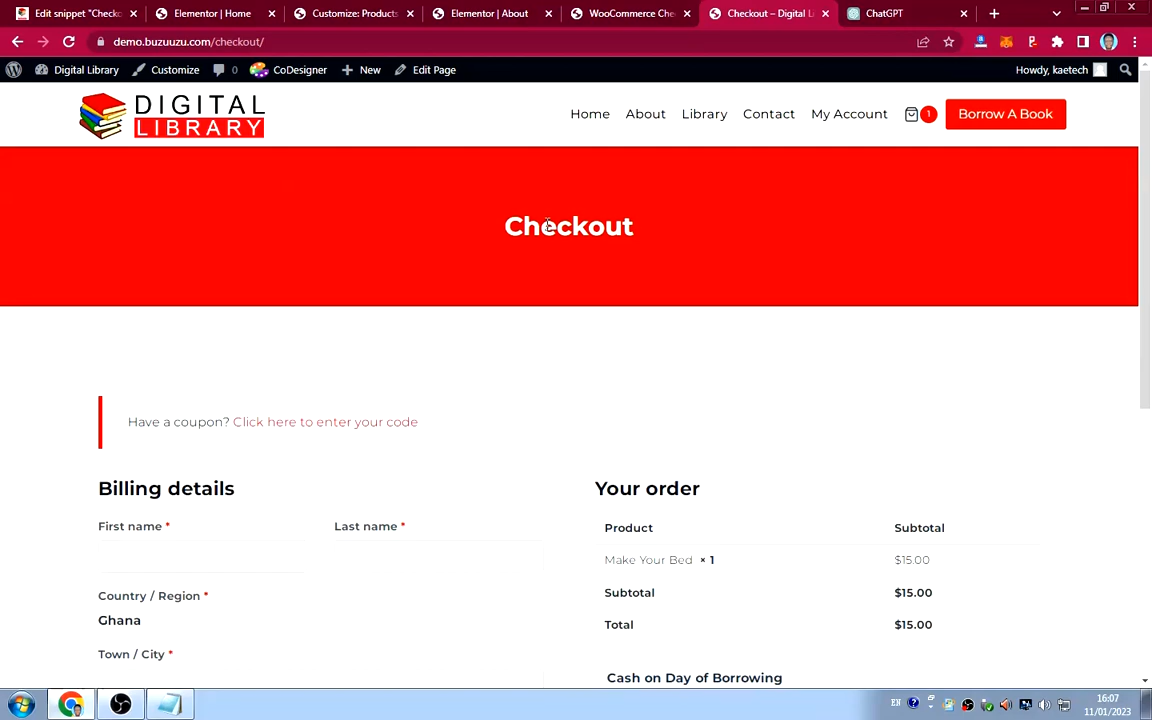 Edit snippet "Checko
Elementor | Home
Customize: Products
Elementor | About
WooCommerce Che
Checkout – Digital L
ChatGPT
demo.buzuuzu.com/checkout/
Digital Library
Customize
0
CoDesigner
New
Edit Page
Howdy, kaetech
DIGITAL
LIBRARY
Home
About
Library
Contact
My Account
1
Borrow A Book
Checkout
Have a coupon? Click here to enter your code
Billing details
Your order
First name *
Last name *
Product
Subtotal
Make Your Bed × 1
$15.00
Country / Region *
Subtotal
$15.00
Ghana
Total
$15.00
Town / City *
Cash on Day of Borrowing
EN
16:07
11/01/2023